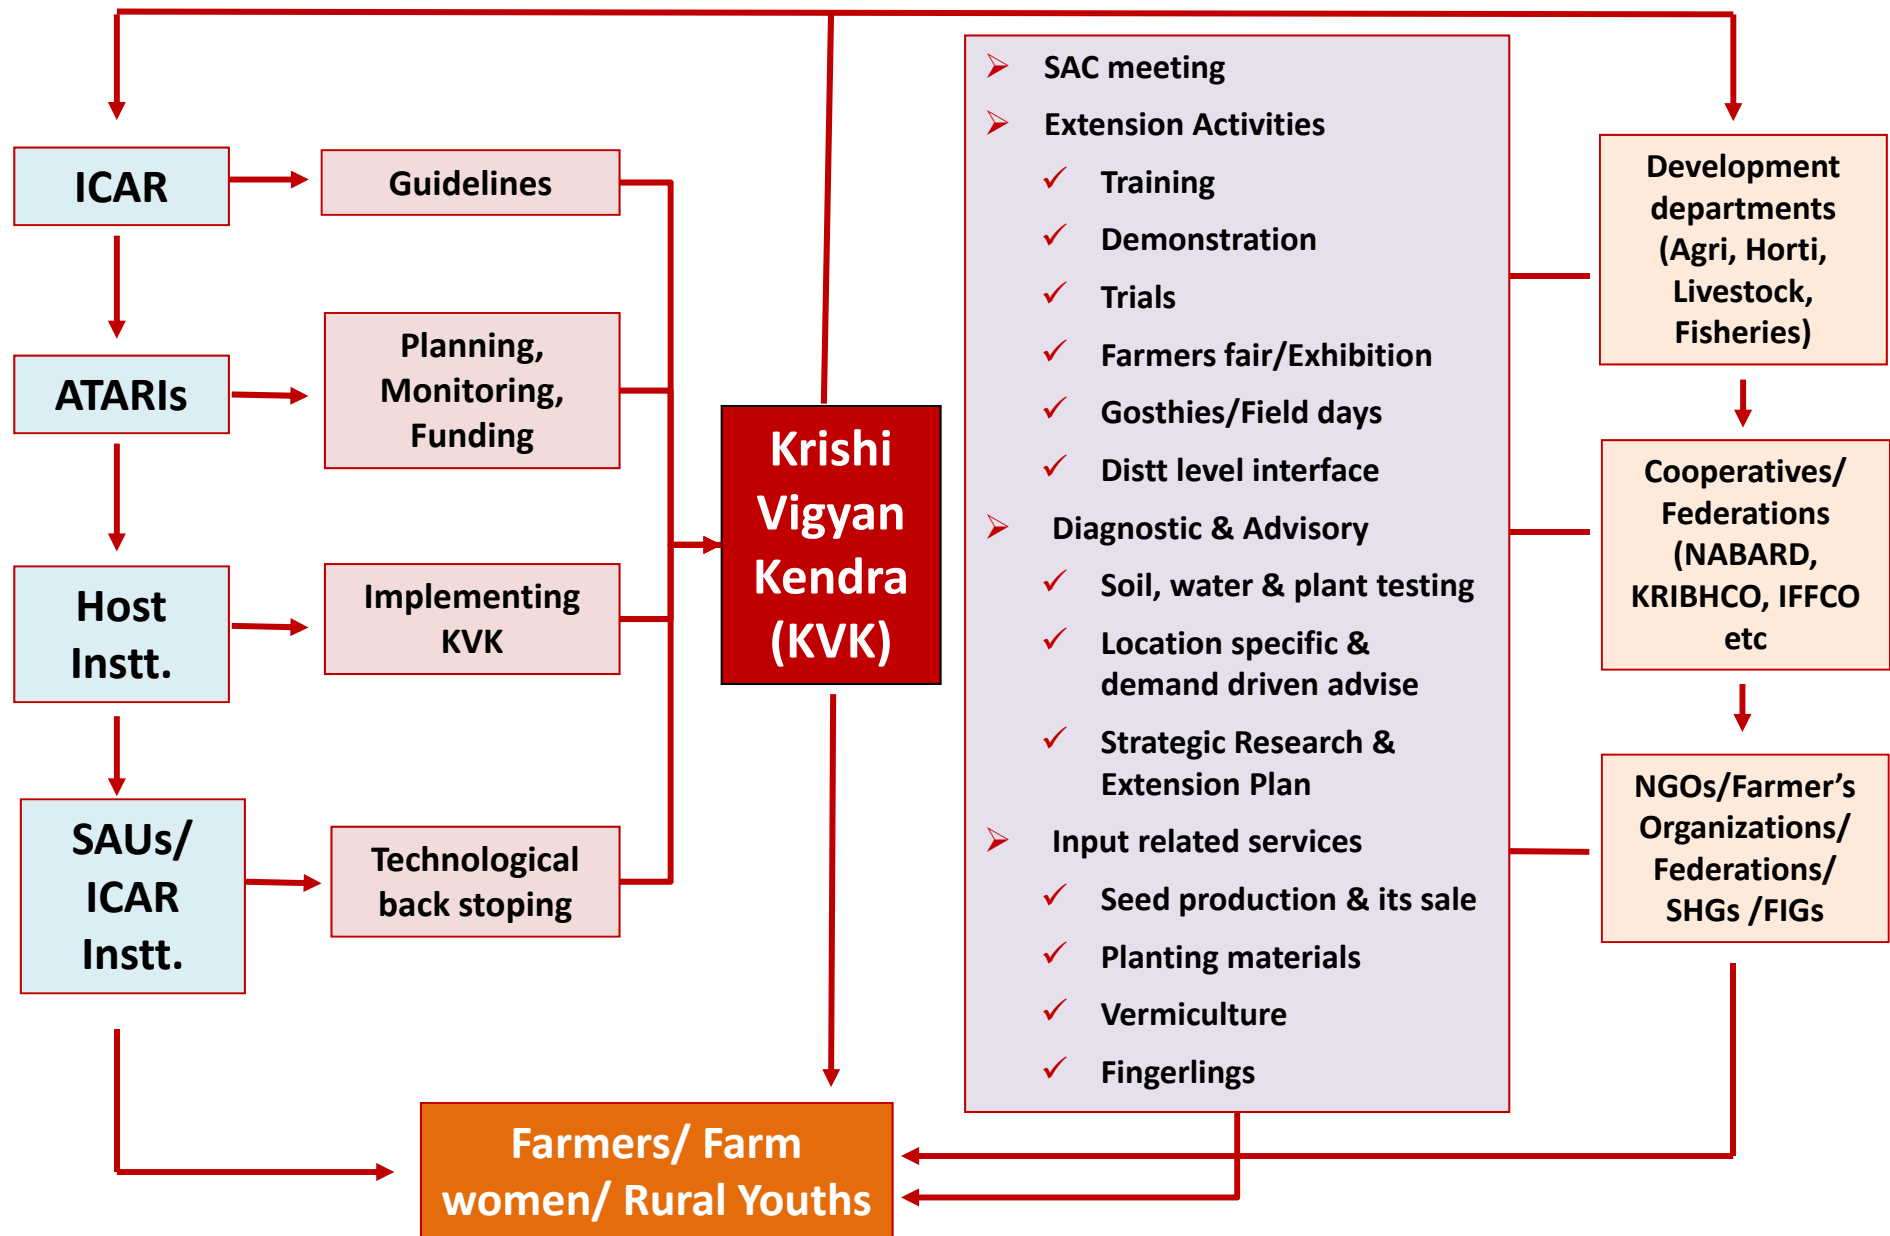 ICAR
Guidelines
ATARIs
Planning,
Monitoring,
Funding
Host
Instt.
Implementing
KVK
SAUs/
ICAR
Instt.
Technological
back stoping
Krishi
Vigyan
Kendra
(KVK)
SAC meeting
Extension Activities
Training
Demonstration
Trials
Farmers fair/Exhibition
Gosthies/Field days
Distt level interface
Diagnostic & Advisory
Soil, water & plant testing
Location specific &
demand driven advise
Strategic Research &
Extension Plan
Input related services
Seed production & its sale
Planting materials
Vermiculture
Fingerlings
Development
departments
(Agri, Horti,
Livestock,
Fisheries)
Cooperatives/
Federations
(NABARD,
KRIBHCO, IFFCO
etc
NGOs/Farmer’s
Organizations/
Federations/
SHGs /FIGs
Farmers/ Farm
women/ Rural Youths